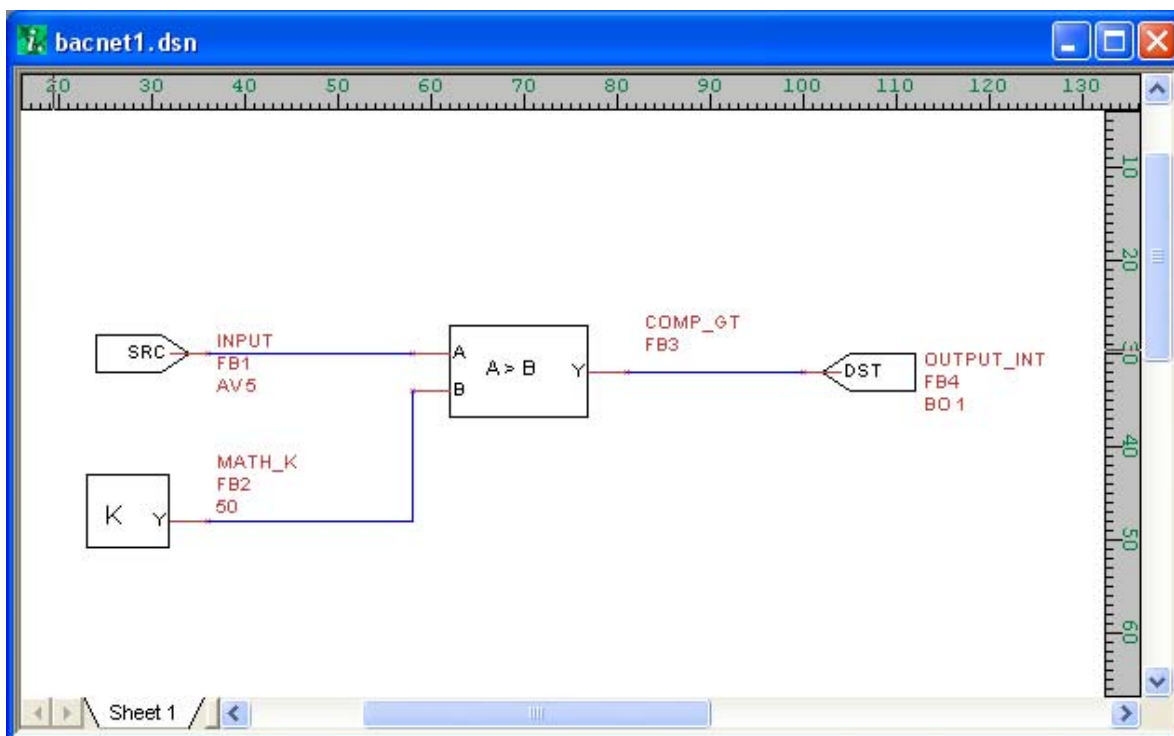 bacnet1.dsn
20 30 40 50 60 70 80 90 100 110 120 130
10
20
30
40
50
60
SRC
INPUT
FB1
AV5
A
B
A > B
Y
COMP_GT
FB3
DST
OUTPUT_INT
FB4
BO 1
K
Y
MATH_K
FB2
50
Sheet 1